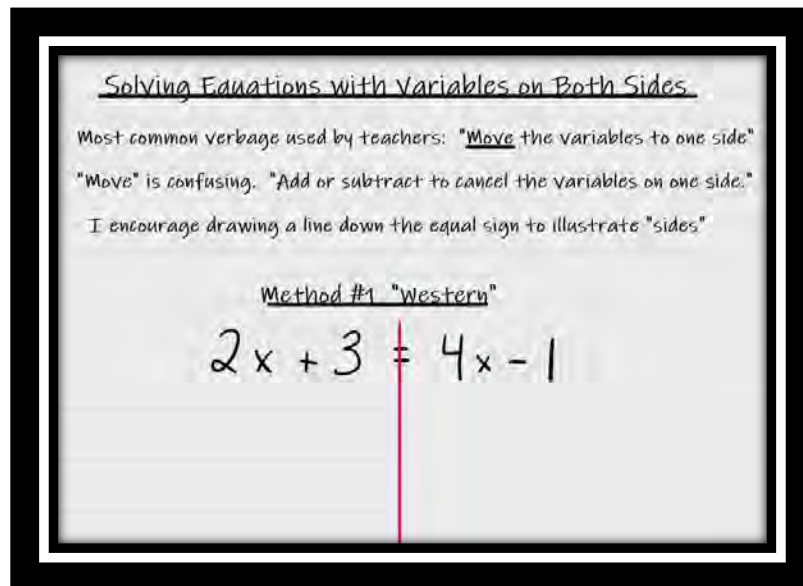 Solving Equations with Variables on Both Sides
Most common verbage used by teachers: "Move the variables to one side"
"Move" is confusing. "Add or subtract to cancel the variables on one side."
I encourage drawing a line down the equal sign to illustrate "sides"
Method #1 "Western"
2x + 3 = 4x - 1